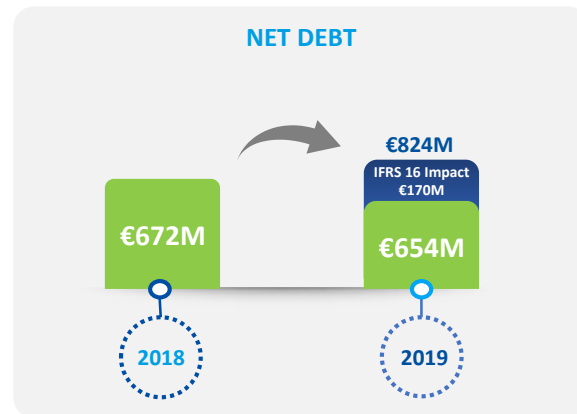 NET DEBT
€824M
IFRS 16 Impact
€170M
€672M
€654M
2018
2019